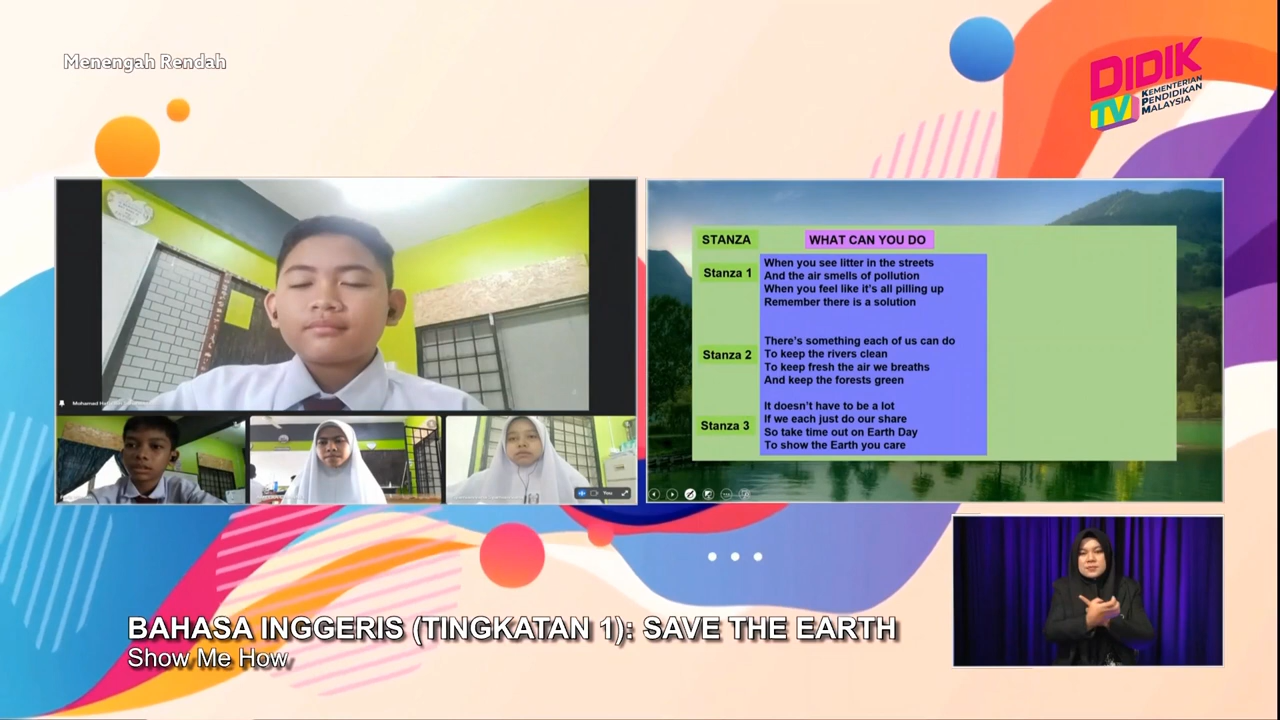 Menengah Rendah
DIDIK
TV
KEMENTERIAN
PENDIDIKAN
MALAYSIA
STANZA
WHAT CAN YOU DO
Stanza 1
When you see litter in the streets
And the air smells of pollution
When you feel like it's all pilling up
Remember there is a solution
Stanza 2
There's something each of us can do
To keep the rivers clean
To keep fresh the air we breaths
And keep the forests green
Stanza 3
It doesn't have to be a lot
If we each just do our share
So take time out on Earth Day
To show the Earth you care
Mohamad
You
BAHASA INGGERIS (TINGKATAN 1): SAVE THE EARTH
Show Me How